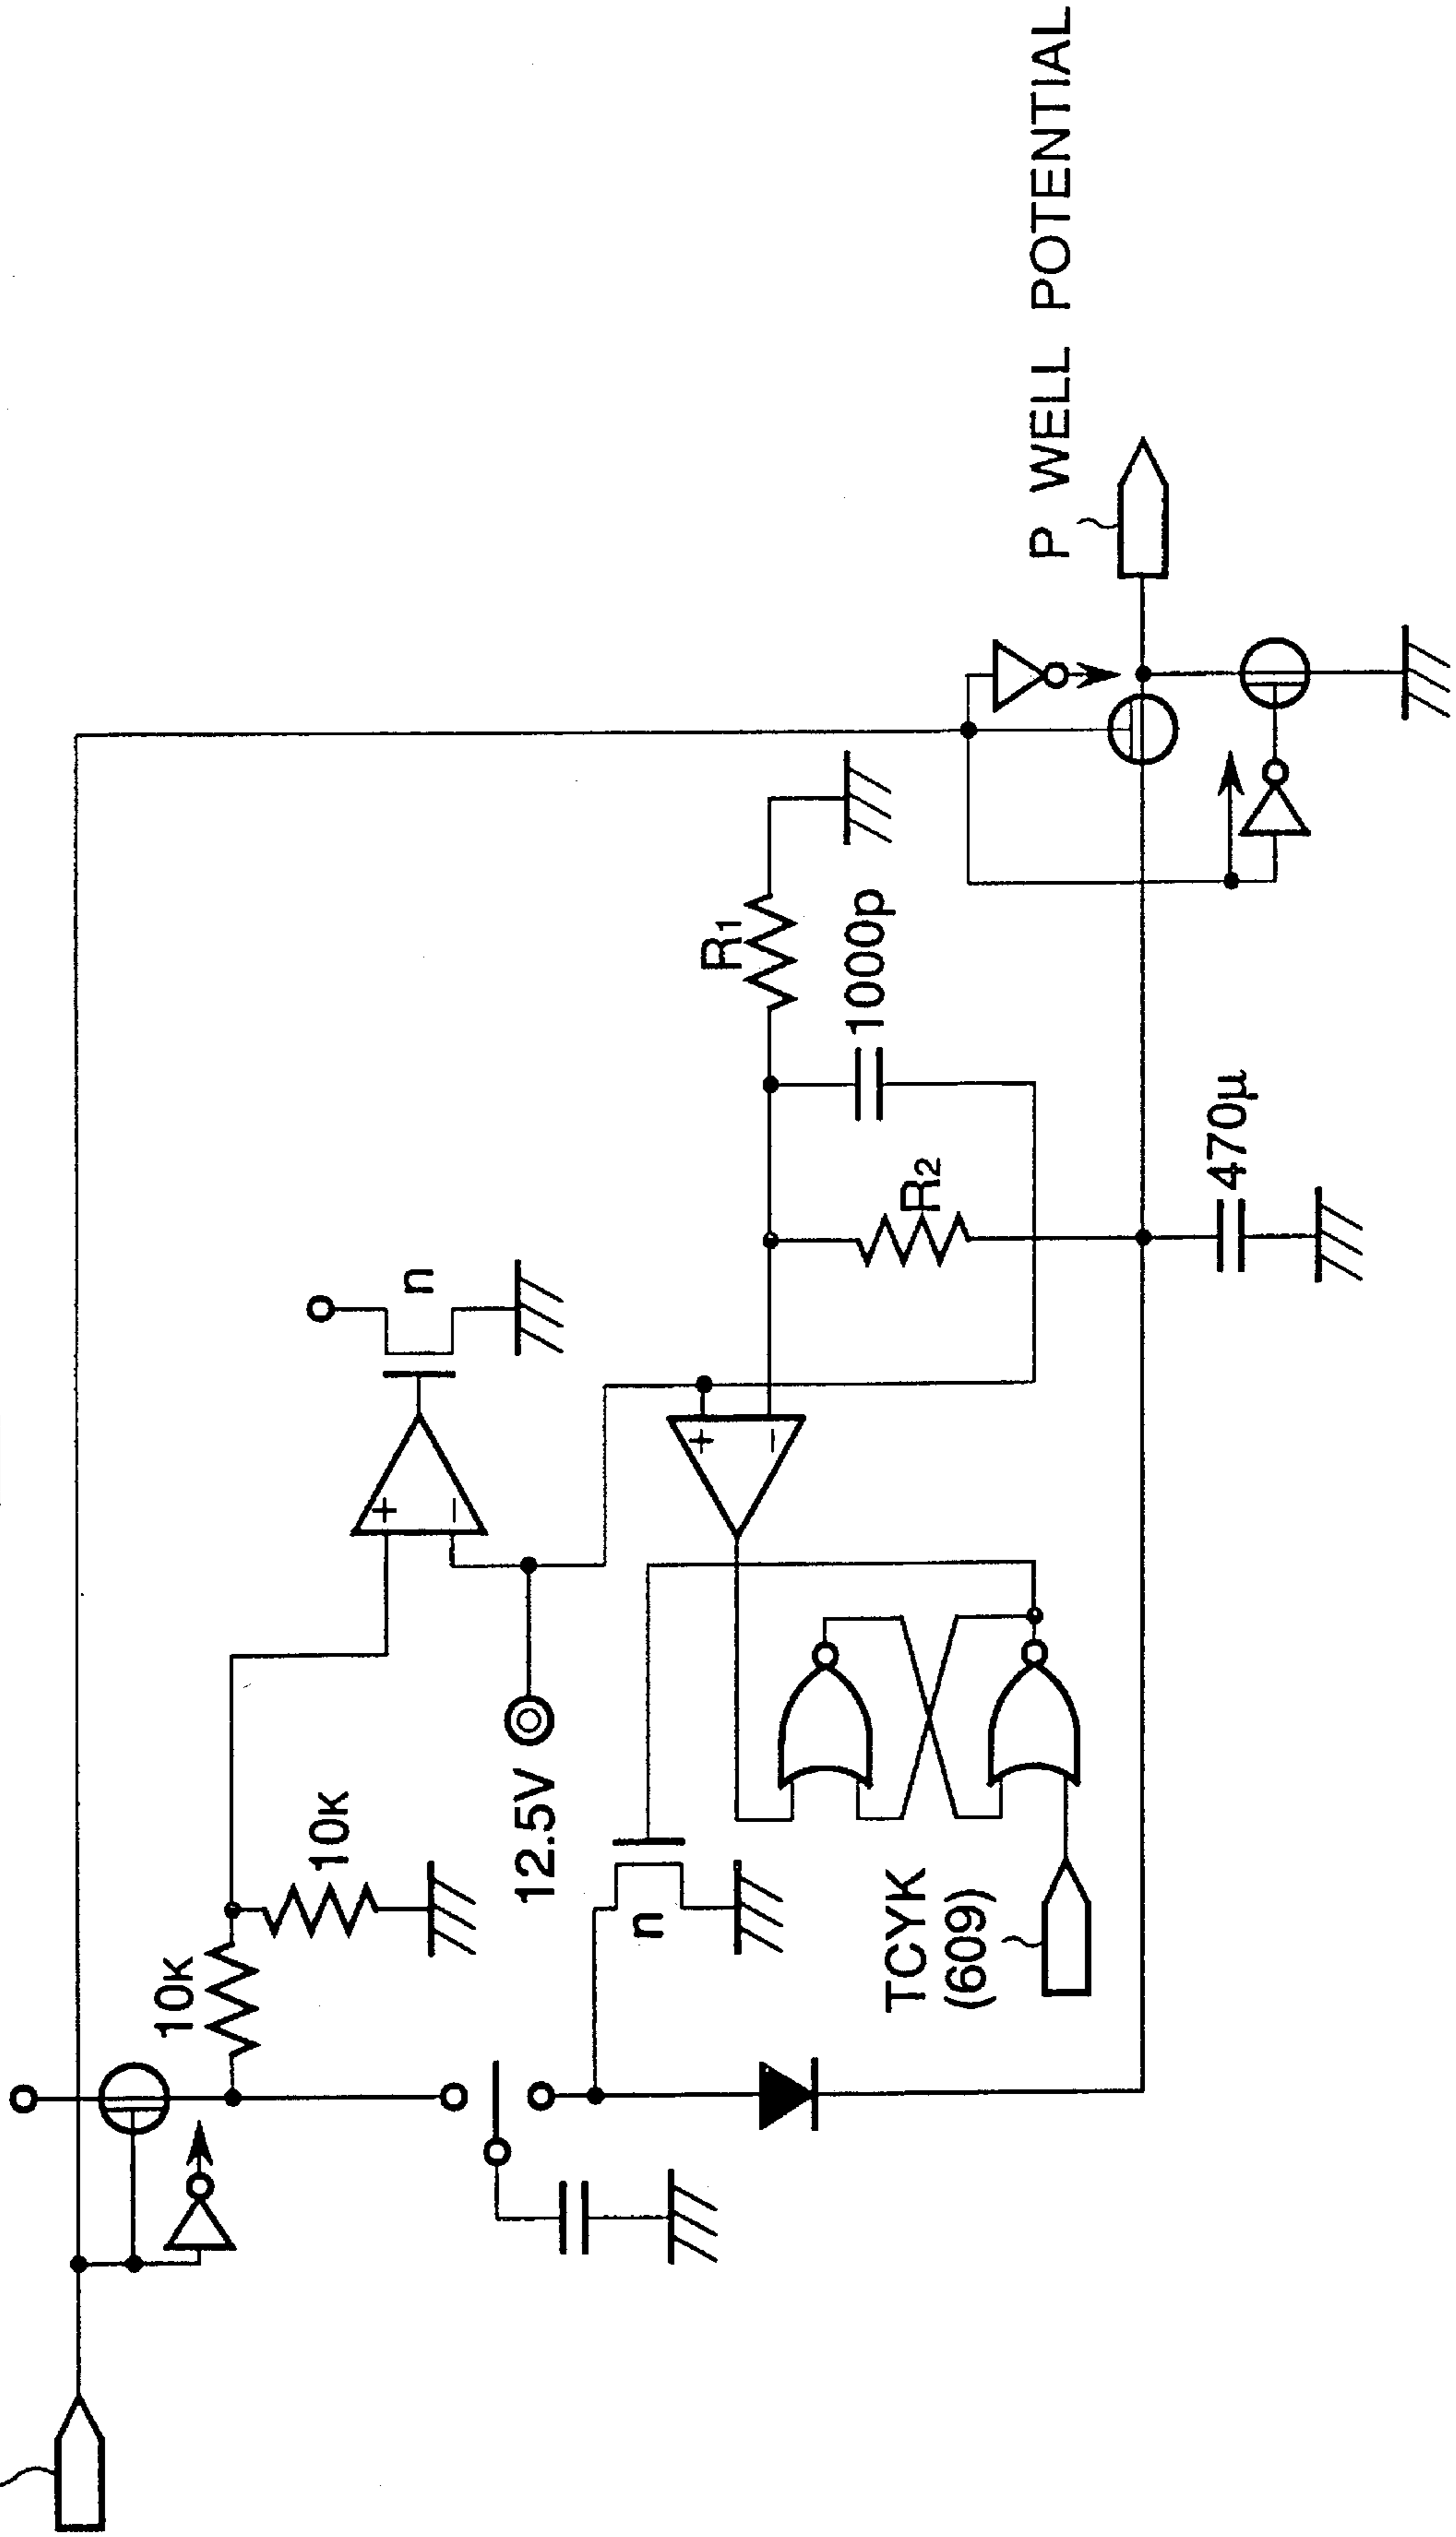 P WELL POTENTIAL
R1
1000p
R2
470μ
n
+
−
+
−
12.5V
10K
10K
n
TCYK
(609)